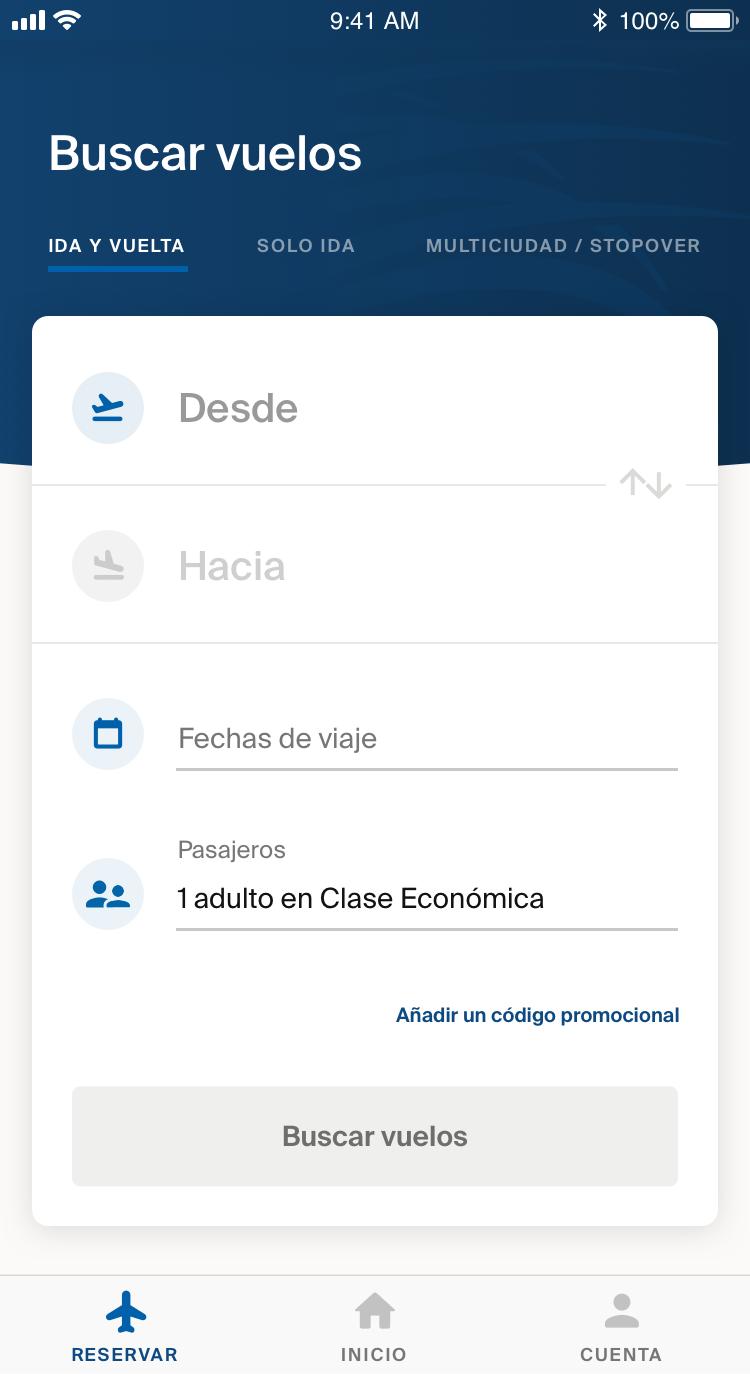 9:41 AM 100%
Buscar vuelos
IDA Y VUELTA SOLO IDA MULTICIUDAD / STOPOVER
Desde
Hacia
Fechas de viaje
Pasajeros
1 adulto en Clase Económica
Añadir un código promocional
Buscar vuelos
RESERVAR INICIO CUENTA